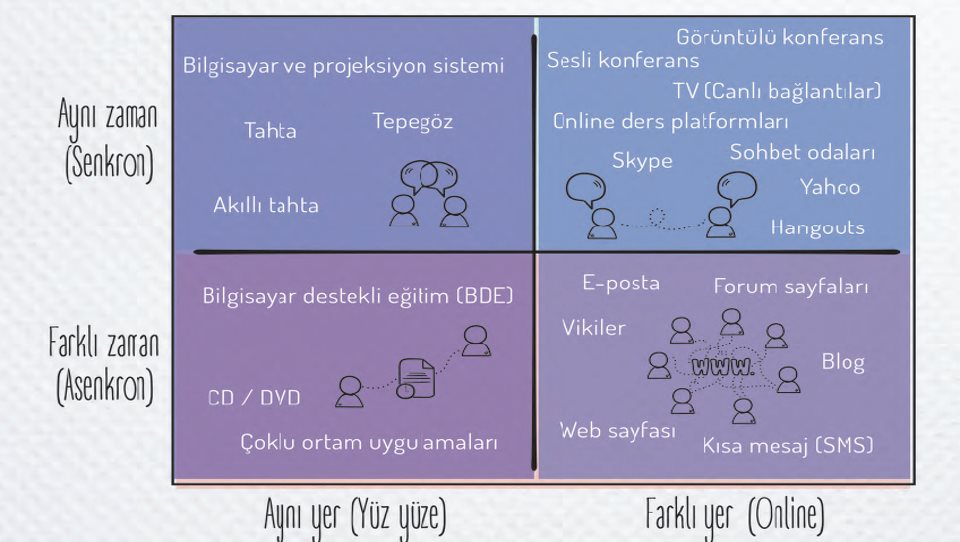 Aynı zaman
(Senkron)
Bilgisayar ve projeksiyon sistemi
Tahta
Tepegöz
Akıllı tahta
Görüntülü konferans
Sesli konferans
TV (Canlı bağlantılar)
Online ders platformları
Skype
Sohbet odaları
Yahoo
Hangouts
Farklı zaman
(Asenkron)
Bilgisayar destekli eğitim (BDE)
CD / DVD
Çoklu ortam uygu amaları
E-posta
Forum sayfaları
Vikiler
www.
Blog
Web sayfası
Kısa mesaj (SMS)
Aynı yer (Yüz yüze)
Farklı yer (Online)